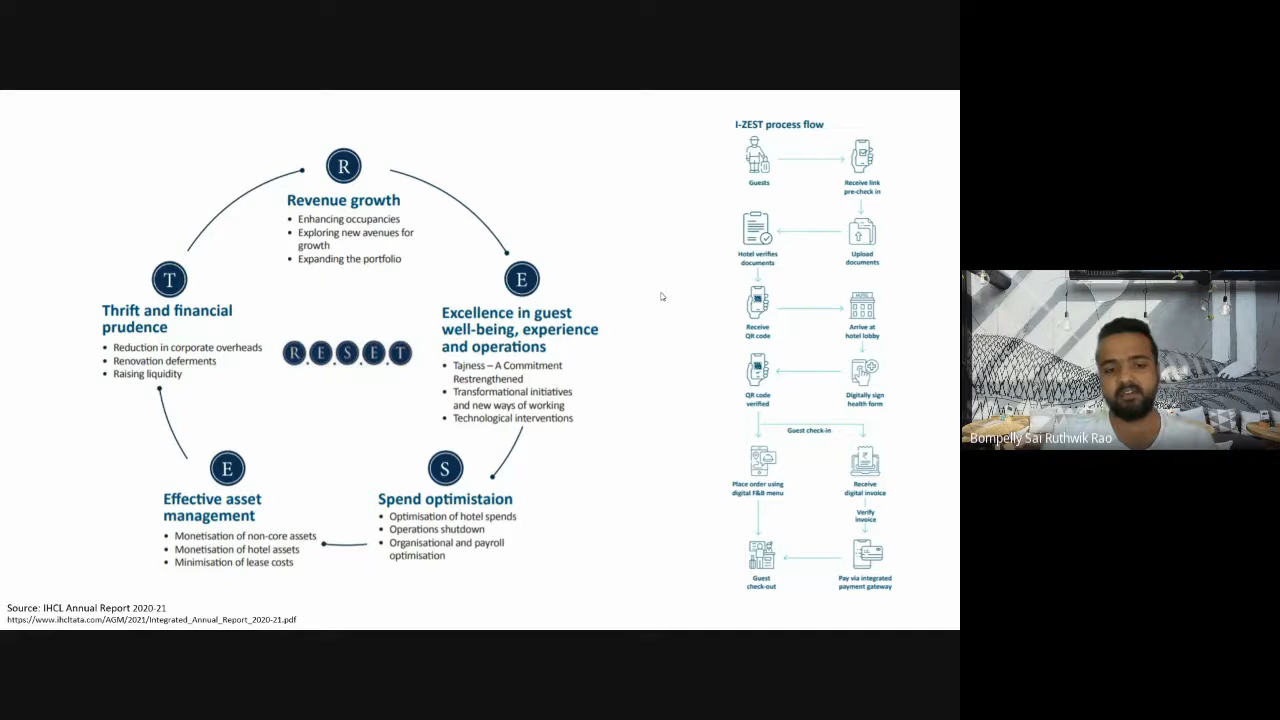 R
Revenue growth
• Enhancing occupancies
• Exploring new avenues for
growth
• Expanding the portfolio
E
Excellence in guest
well-being, experience
and operations
• Tajness – A Commitment
Restrengthened
• Transformational initiatives
and new ways of working
• Technological interventions
S
Spend optimistaion
• Optimisation of hotel spends
• Operations shutdown
• Organisational and payroll
optimisation
E
Effective asset
management
• Monetisation of non-core assets
• Monetisation of hotel assets
• Minimisation of lease costs
T
Thrift and financial
prudence
• Reduction in corporate overheads
• Renovation deferments
• Raising liquidity
R.E.S.E.T
Source: IHCL Annual Report 2020-21
https://www.ihcltata.com/AGM/2021/Integrated_Annual_Report_2020-21.pdf
I-ZEST process flow
Guests
Receive link
pre-check in
Upload
documents
Hotel verifies
documents
Receive
QR code
HOTEL
Arrive at
hotel lobby
Digitally sign
health form
QR code
verified
Guest check-in
Place order using
digital F&B menu
Receive
digital invoice
Verify
invoice
Pay via integrated
payment gateway
Guest
check-out
Bompelly Sai Ruthwik Rao